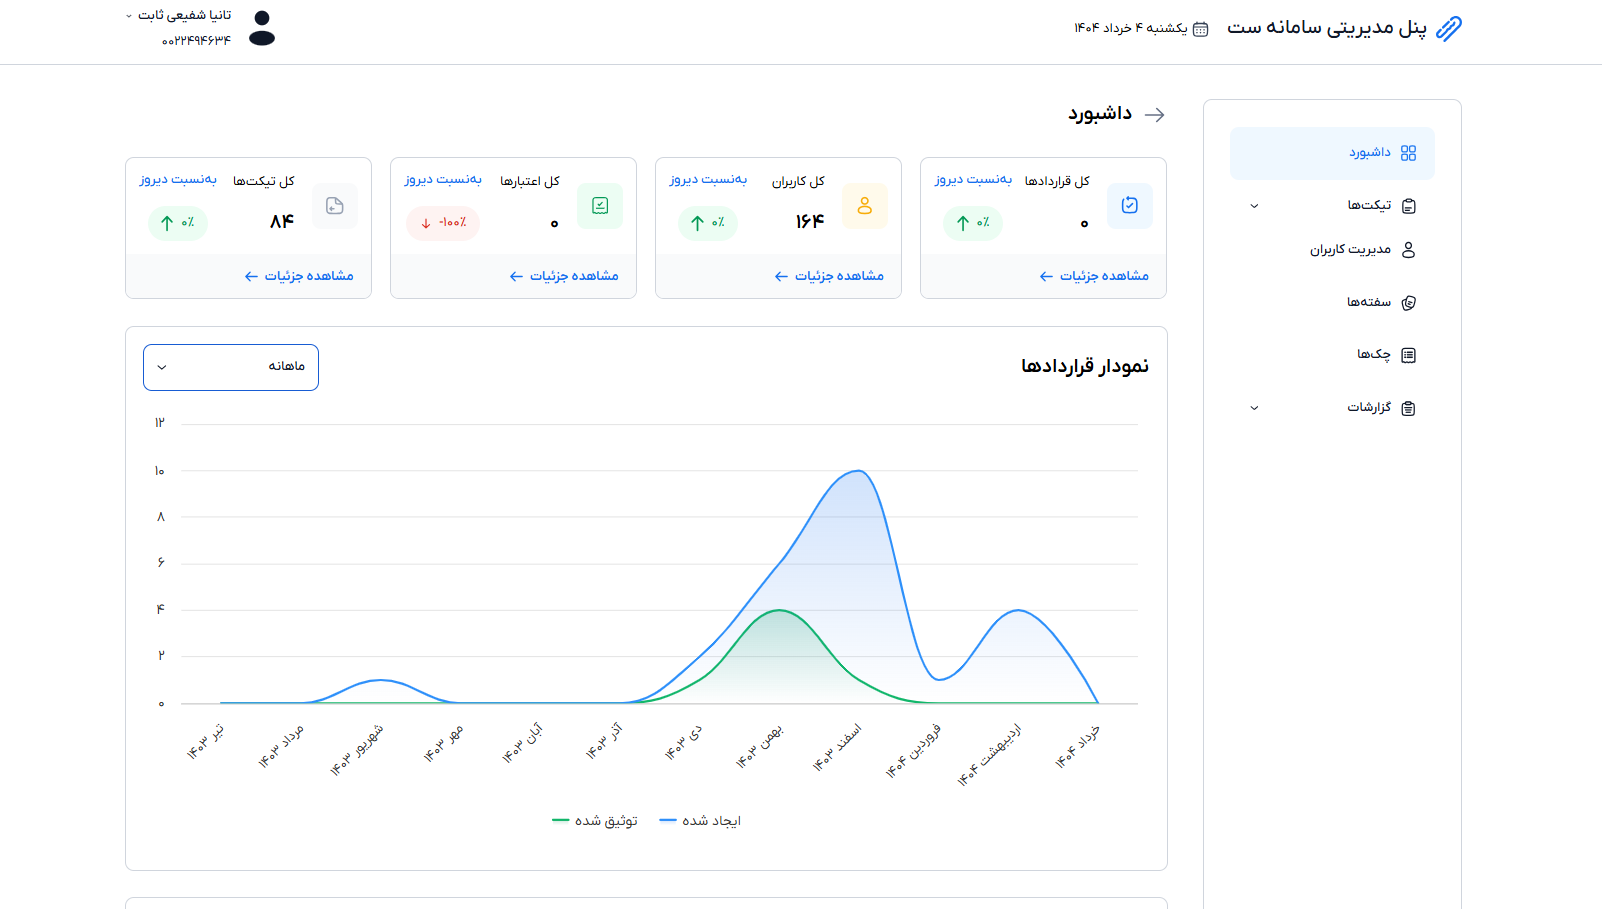 پنل مدیریتی سامانه ست
یکشنبه ۴ خرداد ۱۴۰۴
تانیا شفیعی ثابت
۰۰۲۲۴۹۴۶۳۴
داشبورد
تیکت‌ها
مدیریت کاربران
سفته‌ها
چک‌ها
گزارشات
داشبورد
کل قراردادها
به‌نسبت دیروز
۰
۰٪
مشاهده جزئیات
کل کاربران
به‌نسبت دیروز
۱۶۴
۰٪
مشاهده جزئیات
کل اعتبارها
به‌نسبت دیروز
۰
-۱۰۰٪
مشاهده جزئیات
کل تیکت‌ها
به‌نسبت دیروز
۸۴
۰٪
مشاهده جزئیات
نمودار قراردادها
ماهانه
۱۲
۱۰
۸
۶
۴
۲
۰
تیر ۱۴۰۳
مرداد ۱۴۰۳
شهریور ۱۴۰۳
مهر ۱۴۰۳
آبان ۱۴۰۳
آذر ۱۴۰۳
دی ۱۴۰۳
بهمن ۱۴۰۳
اسفند ۱۴۰۳
فروردین ۱۴۰۴
اردیبهشت ۱۴۰۴
خرداد ۱۴۰۴
ایجاد شده
توثیق شده